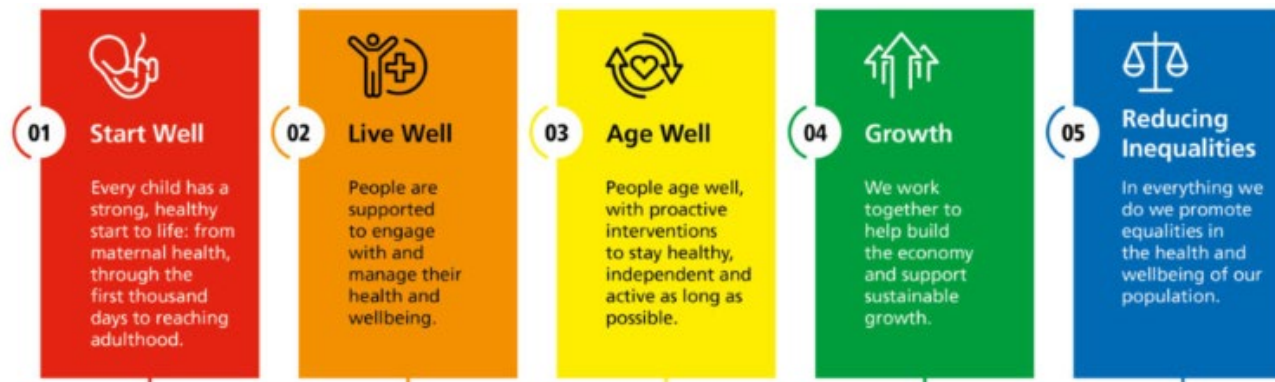 01
Start Well
Every child has a
strong, healthy
start to life: from
maternal health,
through the
first thousand
days to reaching
adulthood.
02
Live Well
People are
supported
to engage
with and
manage their
health and
wellbeing.
03
Age Well
People age well,
with proactive
interventions
to stay healthy,
independent and
active as long as
possible.
04
Growth
We work
together to
help build
the economy
and support
sustainable
growth.
05
Reducing
Inequalities
In everything we
do we promote
equalities in
the health and
wellbeing of our
population.